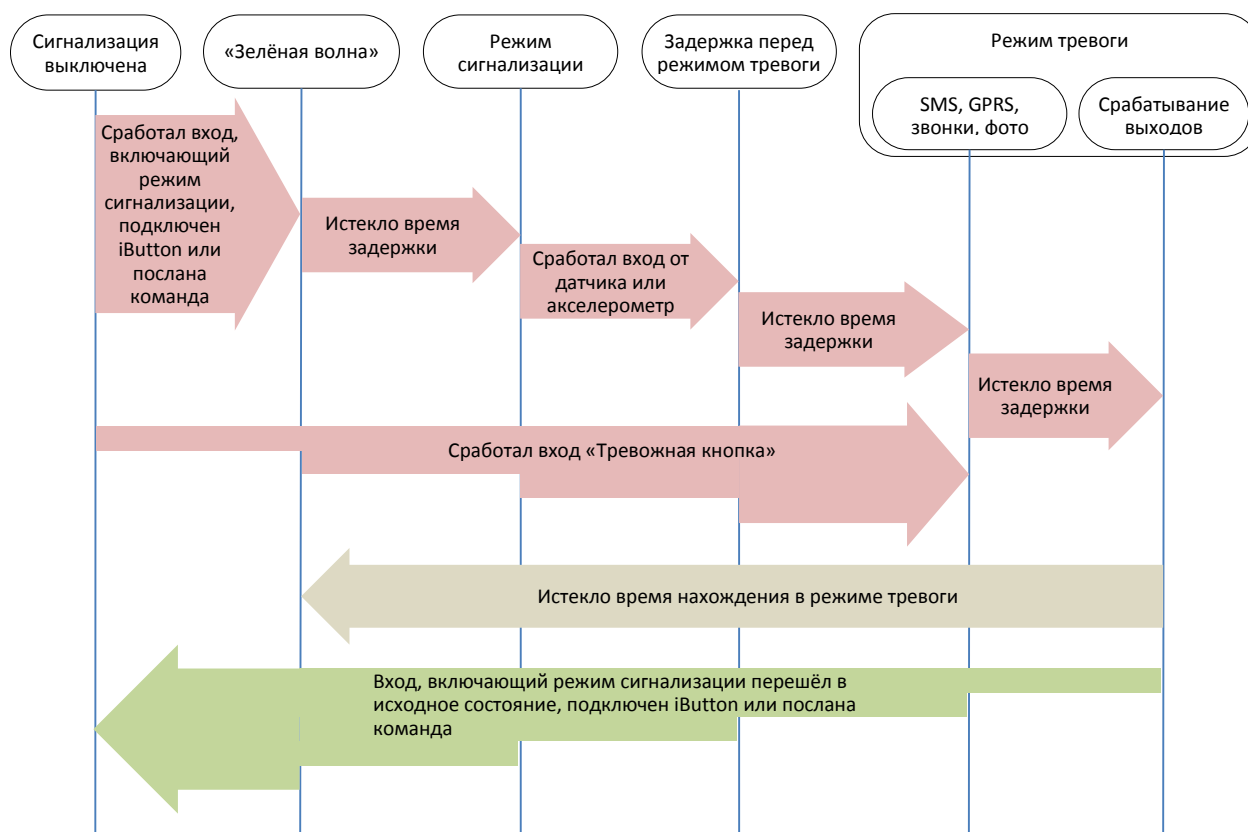 Сигнализация
выключена
«Зелёная волна»
Режим
сигнализации
Задержка перед
режимом тревоги
Режим тревоги
SMS, GPRS,
звонки, фото
Срабатывание
выходов
Сработал вход,
включающий
режим
сигнализации,
подключен
iButton или
послана
команда
Истекло время
задержки
Сработал вход от
датчика или
акселерометр
Истекло время
задержки
Истекло время
задержки
Сработал вход «Тревожная кнопка»
Истекло время нахождения в режиме тревоги
Вход, включающий режим сигнализации перешёл в
исходное состояние, подключен iButton или послана
команда